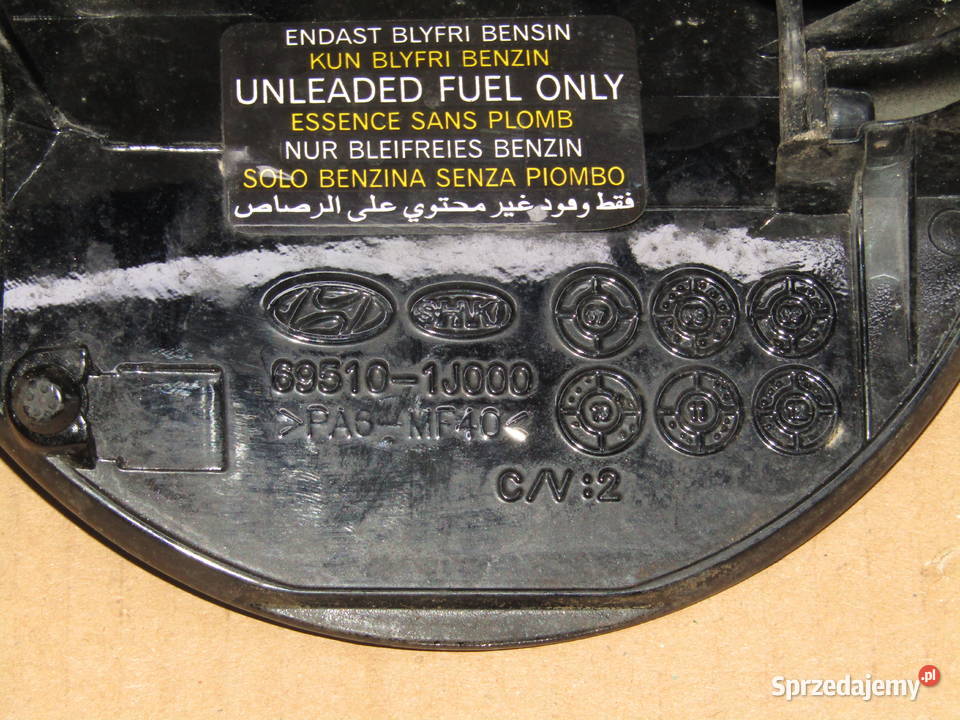 ENDAST BLYFRI BENSIN
KUN BLYFRI BENZIN
UNLEADED FUEL ONLY
ESSENCE SANS PLOMB
NUR BLEIFREIES BENZIN
SOLO BENZINA SENZA PIOMBO
فقط وقود غير محتوي على الرصاص
69510-1J000
>PA6-MF40<
C/V:2
Sprzedajemy.pl